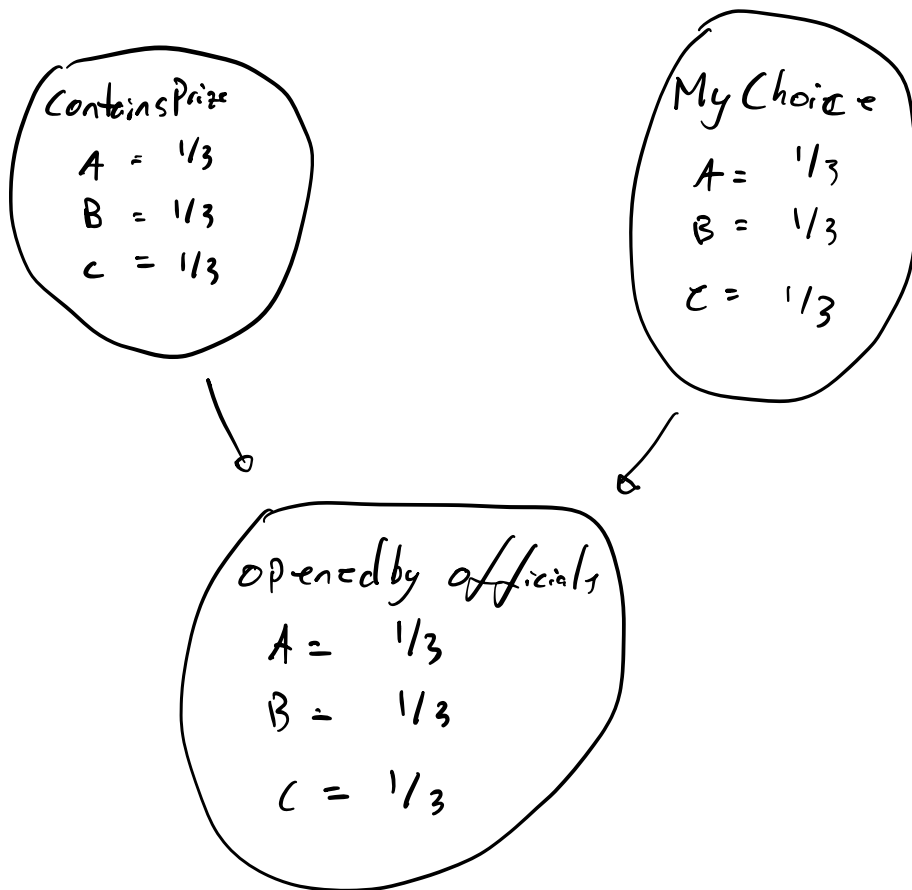 ContainsPrize
A = 1/3
B = 1/3
C = 1/3
My Choice
A = 1/3
B = 1/3
C = 1/3
opened by officials
A = 1/3
B = 1/3
C = 1/3